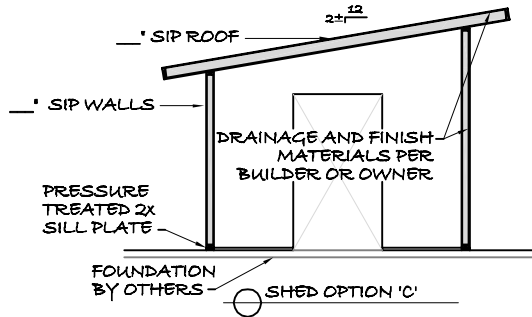 12
2±
__" SIP ROOF
__" SIP WALLS
DRAINAGE AND FINISH
MATERIALS PER
BUILDER OR OWNER
PRESSURE
TREATED 2X
SILL PLATE
FOUNDATION
BY OTHERS
SHED OPTION 'C'